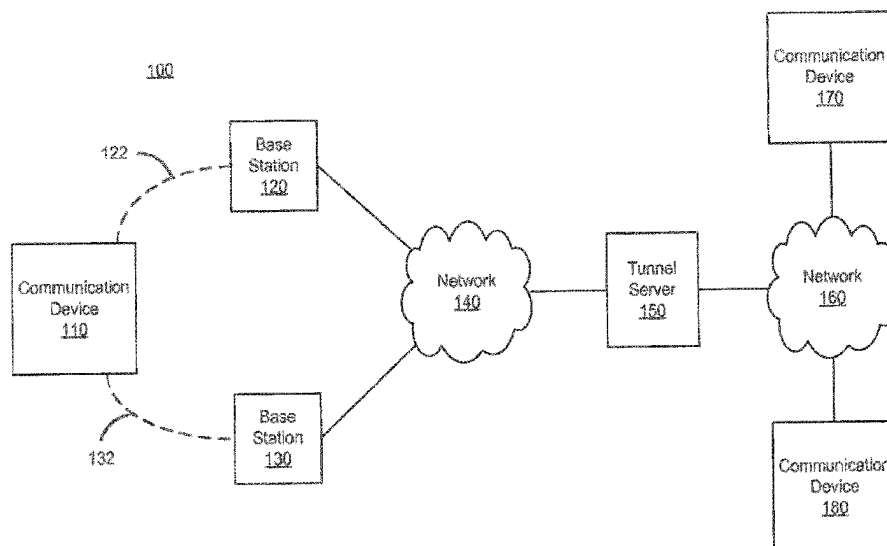 100
122
Base
Station
120
Communication
Device
110
132
Base
Station
130
Network
140
Tunnel
Server
150
Communication
Device
170
Network
160
Communication
Device
180